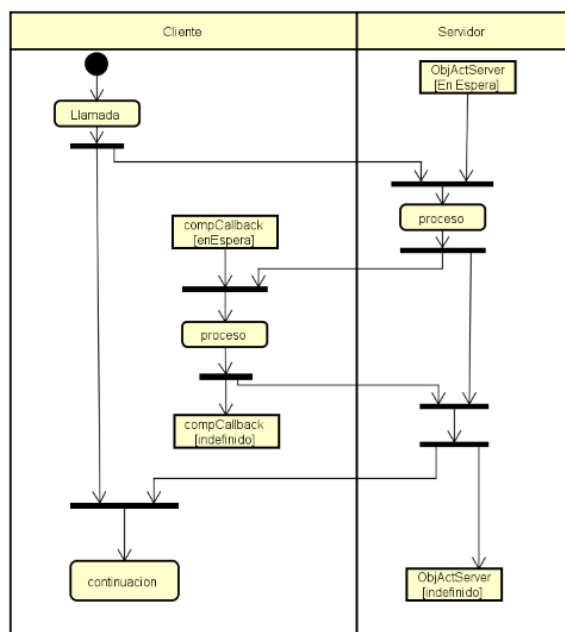 Cliente
Servidor
ObjActServer
[En Espera]
Llamada
proceso
compCallback
[enEspera]
proceso
compCallback
[indefinido]
continuacion
ObjActServer
[indefinido]